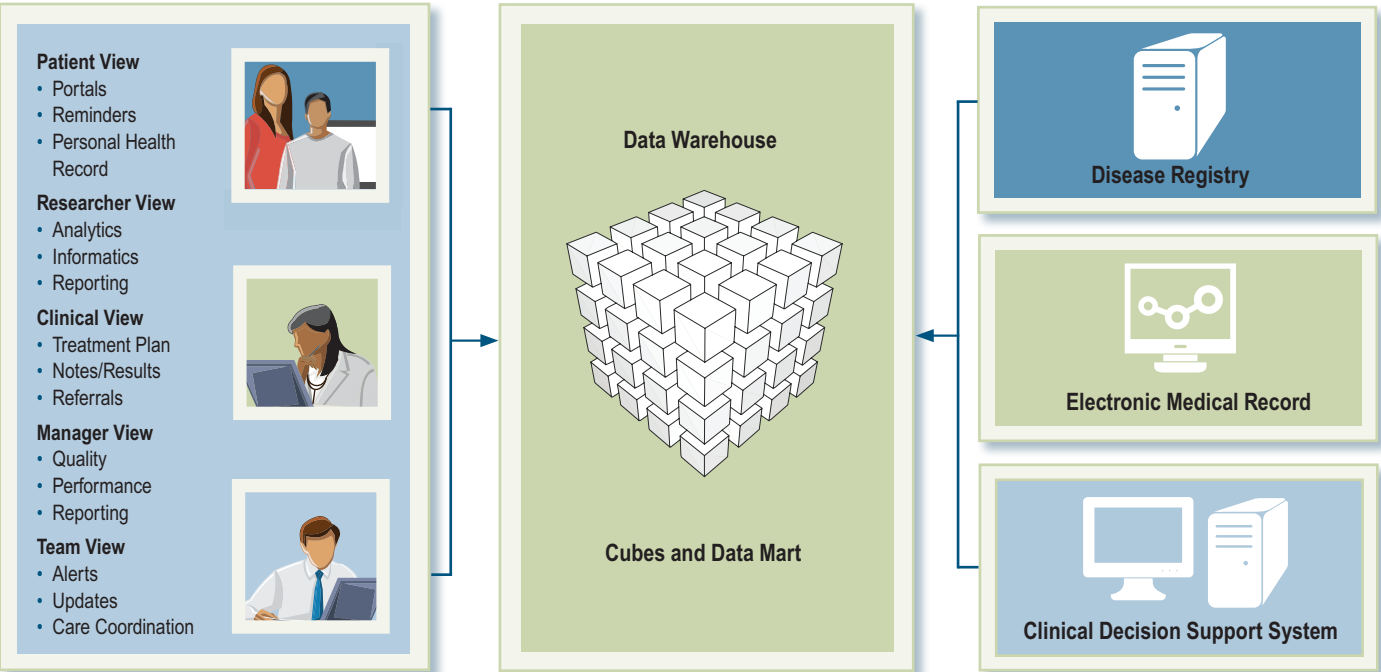 Patient View
• Portals
• Reminders
• Personal Health
Record
Researcher View
• Analytics
• Informatics
• Reporting
Clinical View
• Treatment Plan
• Notes/Results
• Referrals
Manager View
• Quality
• Performance
• Reporting
Team View
• Alerts
• Updates
• Care Coordination
Data Warehouse
Cubes and Data Mart
Disease Registry
Electronic Medical Record
Clinical Decision Support System